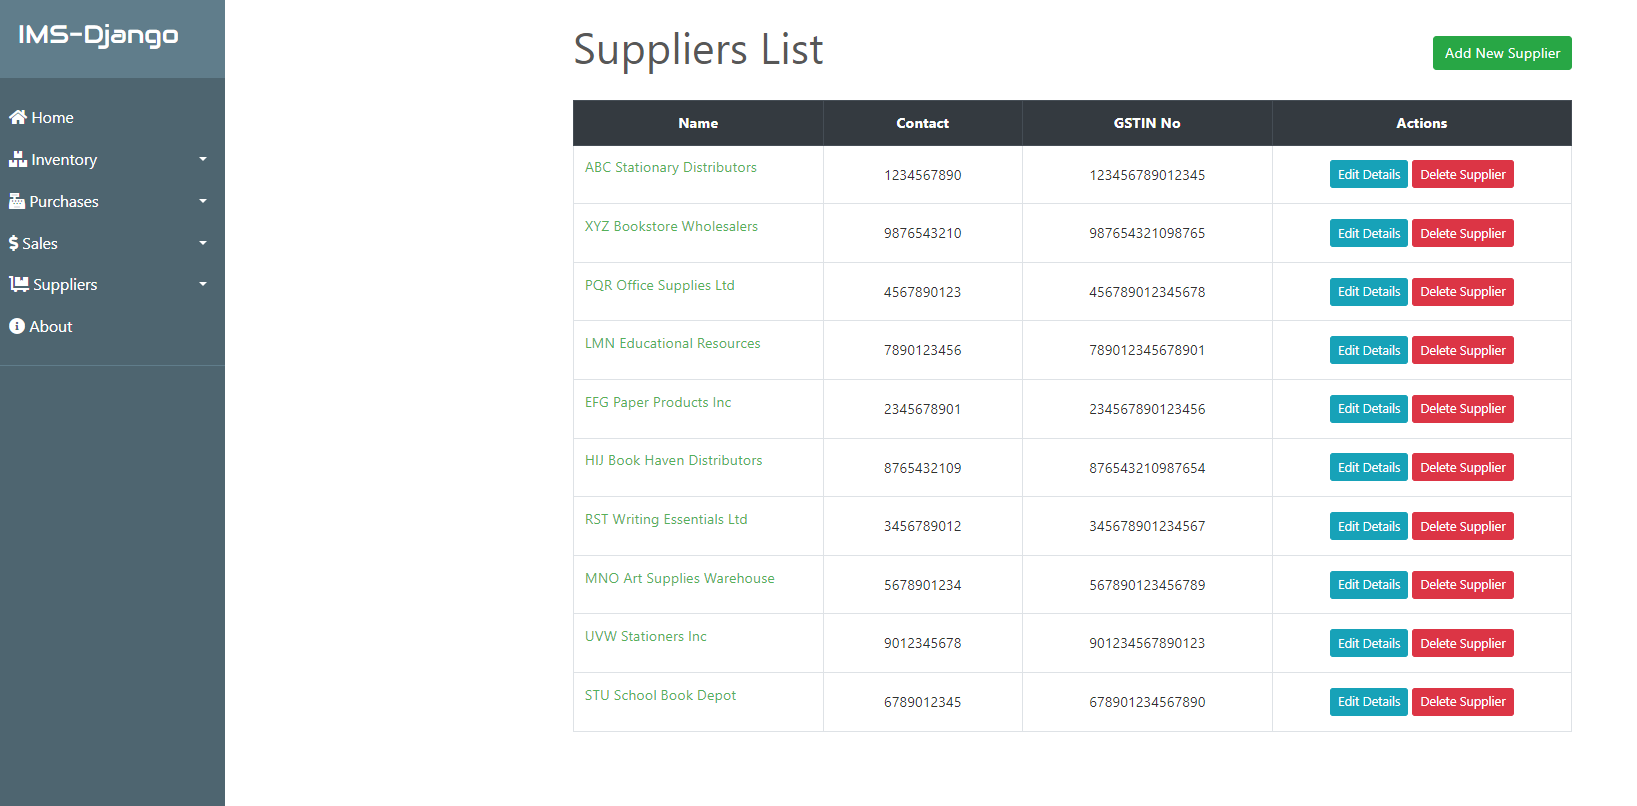 IMS-Django
Home
Inventory
Purchases
Sales
Suppliers
About
Suppliers List
Add New Supplier
Name Contact GSTIN No Actions
ABC Stationary Distributors 1234567890 123456789012345 Edit Details Delete Supplier
XYZ Bookstore Wholesalers 9876543210 987654321098765 Edit Details Delete Supplier
PQR Office Supplies Ltd 4567890123 456789012345678 Edit Details Delete Supplier
LMN Educational Resources 7890123456 789012345678901 Edit Details Delete Supplier
EFG Paper Products Inc 2345678901 234567890123456 Edit Details Delete Supplier
HIJ Book Haven Distributors 8765432109 876543210987654 Edit Details Delete Supplier
RST Writing Essentials Ltd 3456789012 345678901234567 Edit Details Delete Supplier
MNO Art Supplies Warehouse 5678901234 567890123456789 Edit Details Delete Supplier
UVW Stationers Inc 9012345678 901234567890123 Edit Details Delete Supplier
STU School Book Depot 6789012345 678901234567890 Edit Details Delete Supplier